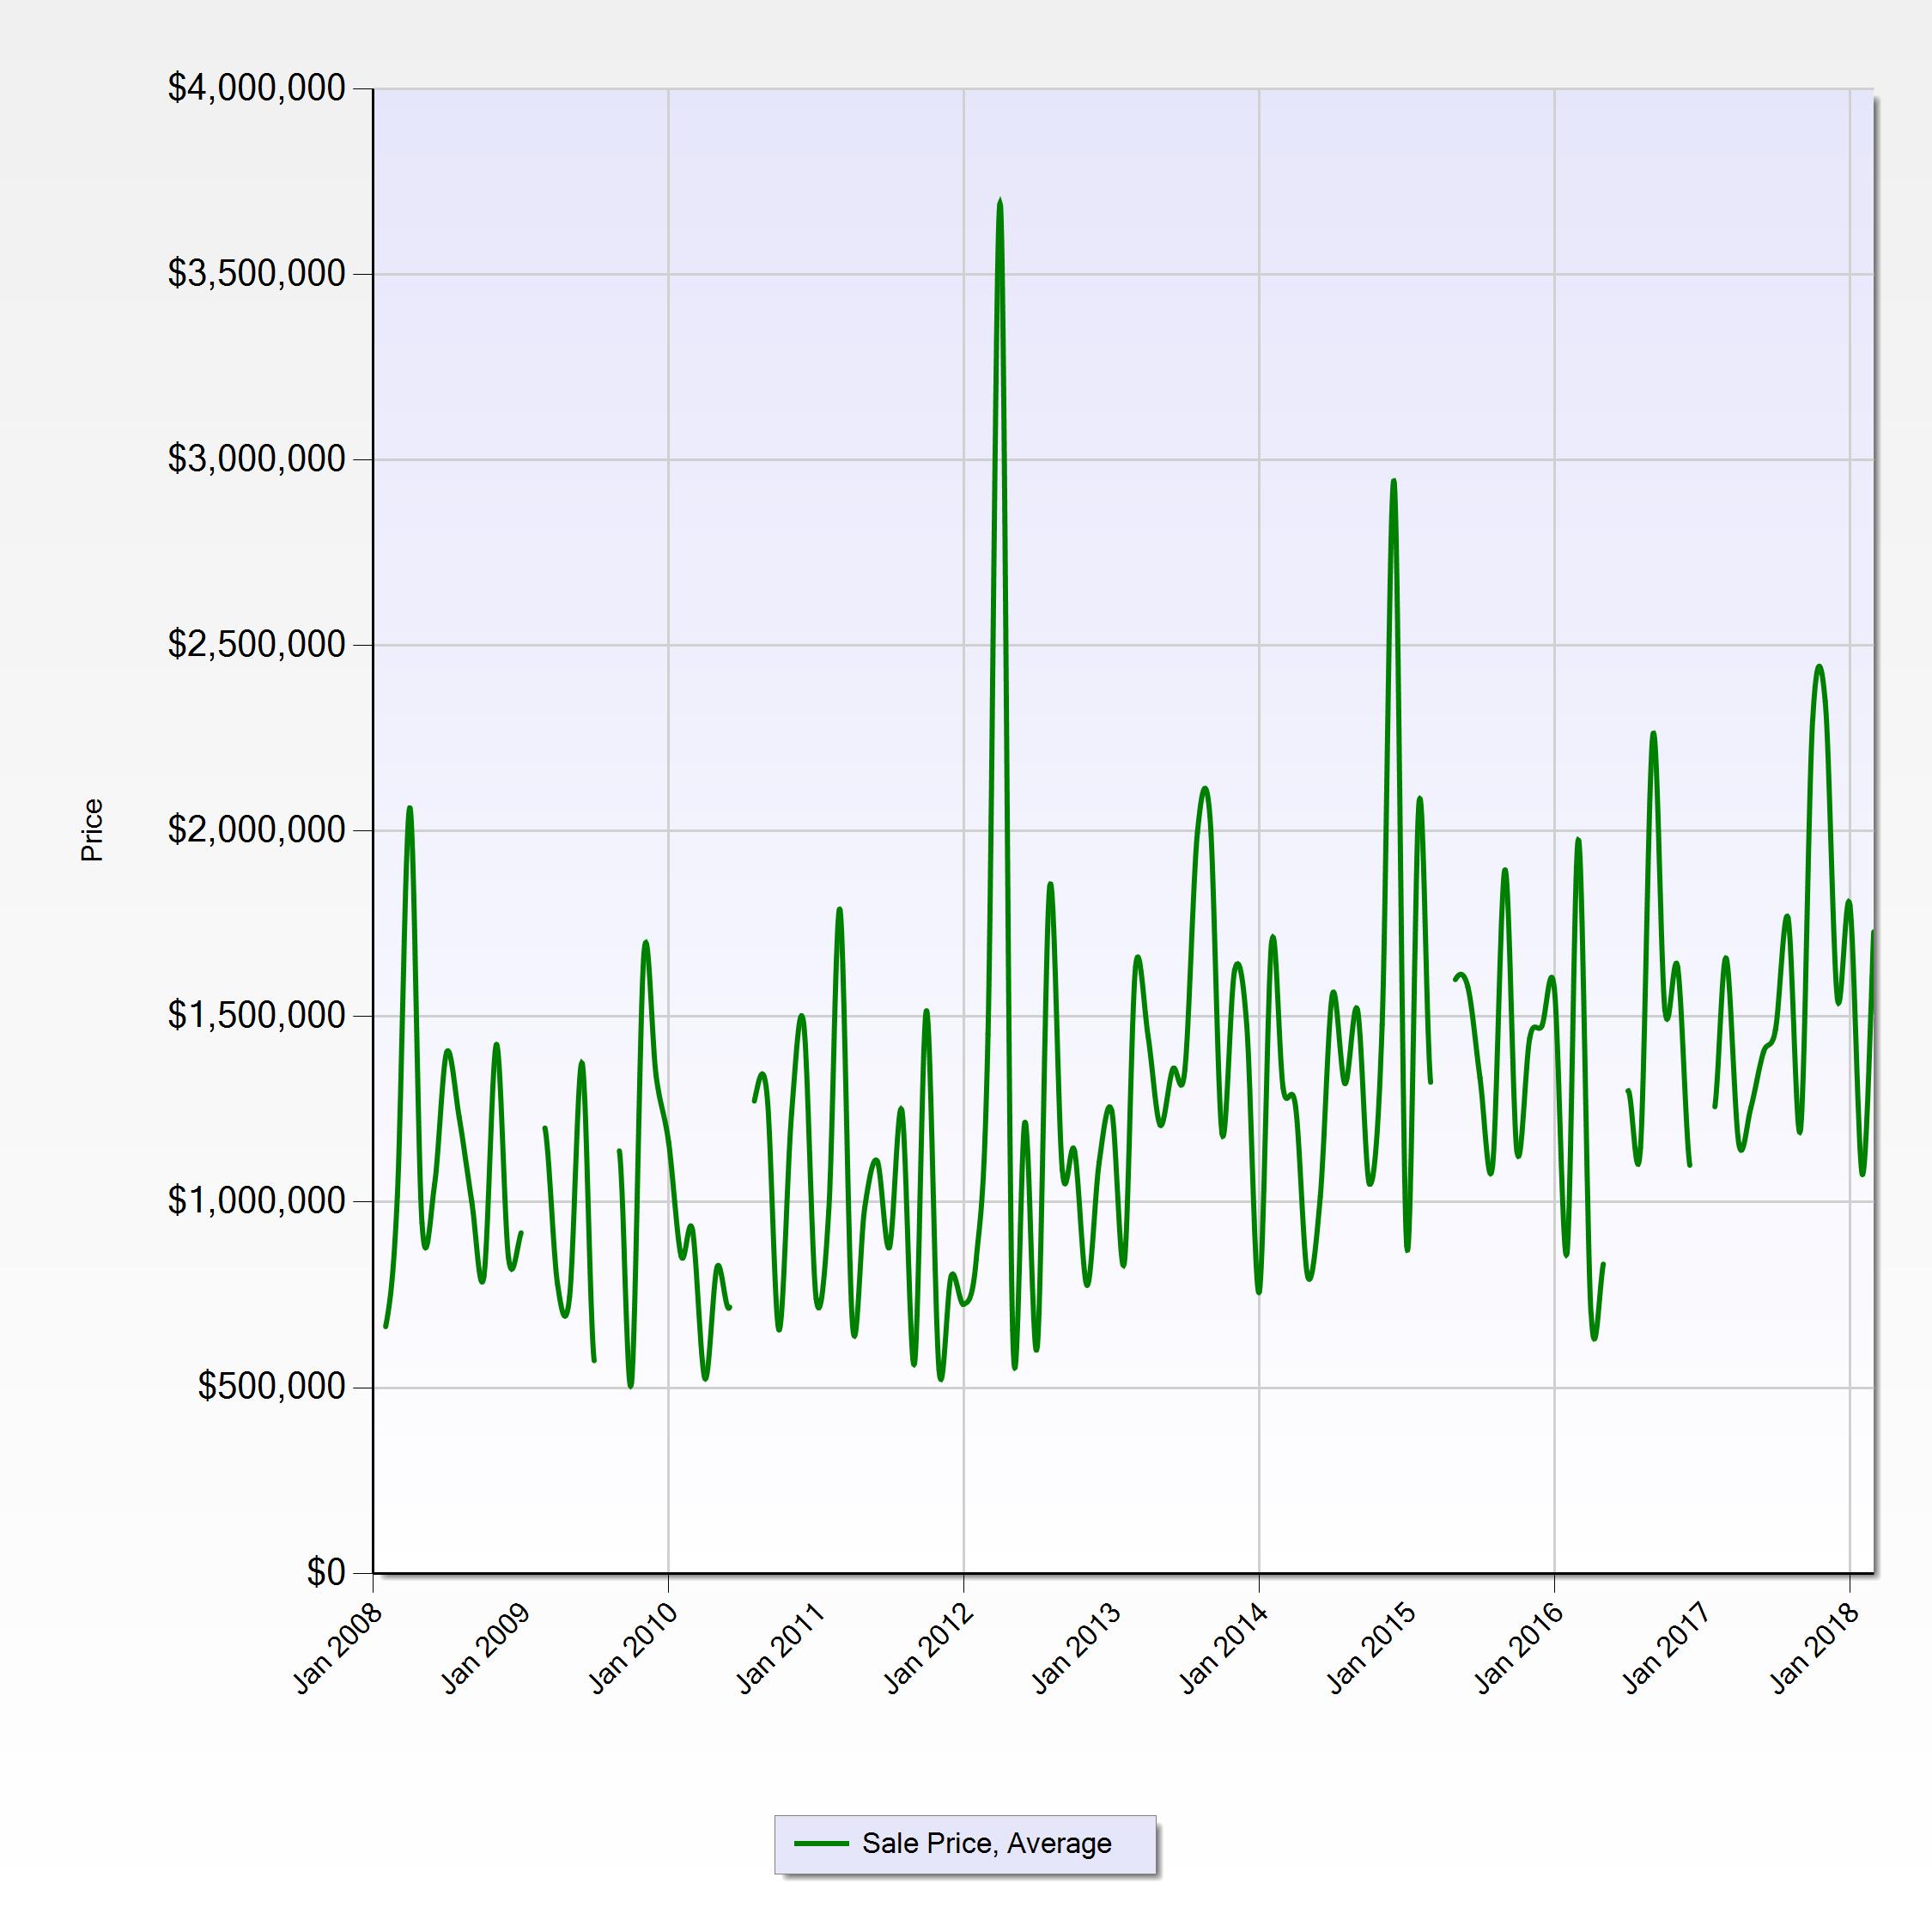 $4,000,000
$3,500,000
$3,000,000
$2,500,000
$2,000,000
$1,500,000
$1,000,000
$500,000
$0
Price
Jan 2008
Jan 2009
Jan 2010
Jan 2011
Jan 2012
Jan 2013
Jan 2014
Jan 2015
Jan 2016
Jan 2017
Jan 2018
Sale Price, Average